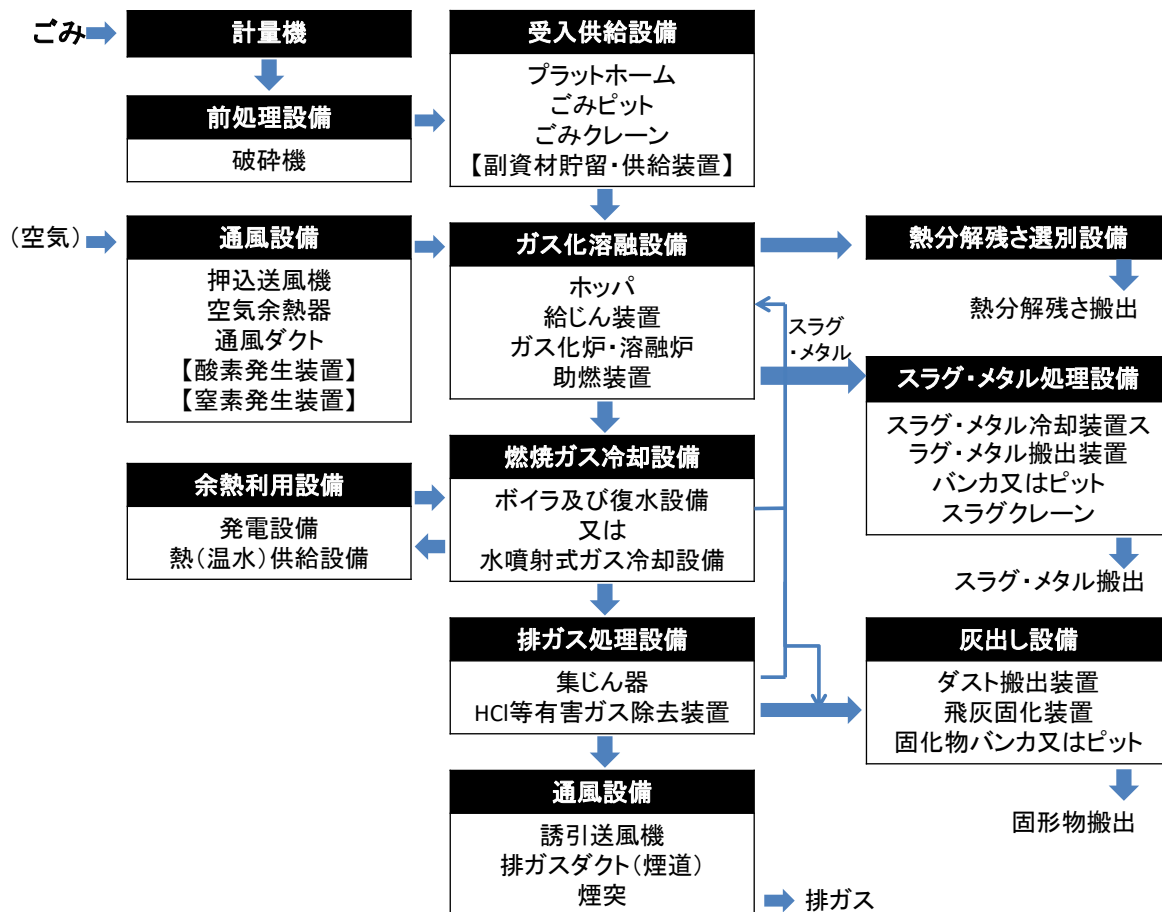 ごみ
計量機
前処理設備
破砕機
受入供給設備
プラットホーム
ごみピット
ごみクレーン
【副資材貯留・供給装置】
(空気)
通風設備
押込送風機
空気余熱器
通風ダクト
【酸素発生装置】
【窒素発生装置】
ガス化溶融設備
ホッパ
給じん装置
ガス化炉・溶融炉
助燃装置
熱分解残さ選別設備
熱分解残さ搬出
スラグ
・メタル
スラグ・メタル処理設備
スラグ・メタル冷却装置ス
ラグ・メタル搬出装置
バンカ又はピット
スラグクレーン
スラグ・メタル搬出
余熱利用設備
発電設備
熱(温水)供給設備
燃焼ガス冷却設備
ボイラ及び復水設備
又は
水噴射式ガス冷却設備
排ガス処理設備
集じん器
HCl等有害ガス除去装置
灰出し設備
ダスト搬出装置
飛灰固化装置
固化物バンカ又はピット
固形物搬出
通風設備
誘引送風機
排ガスダクト(煙道)
煙突
排ガス